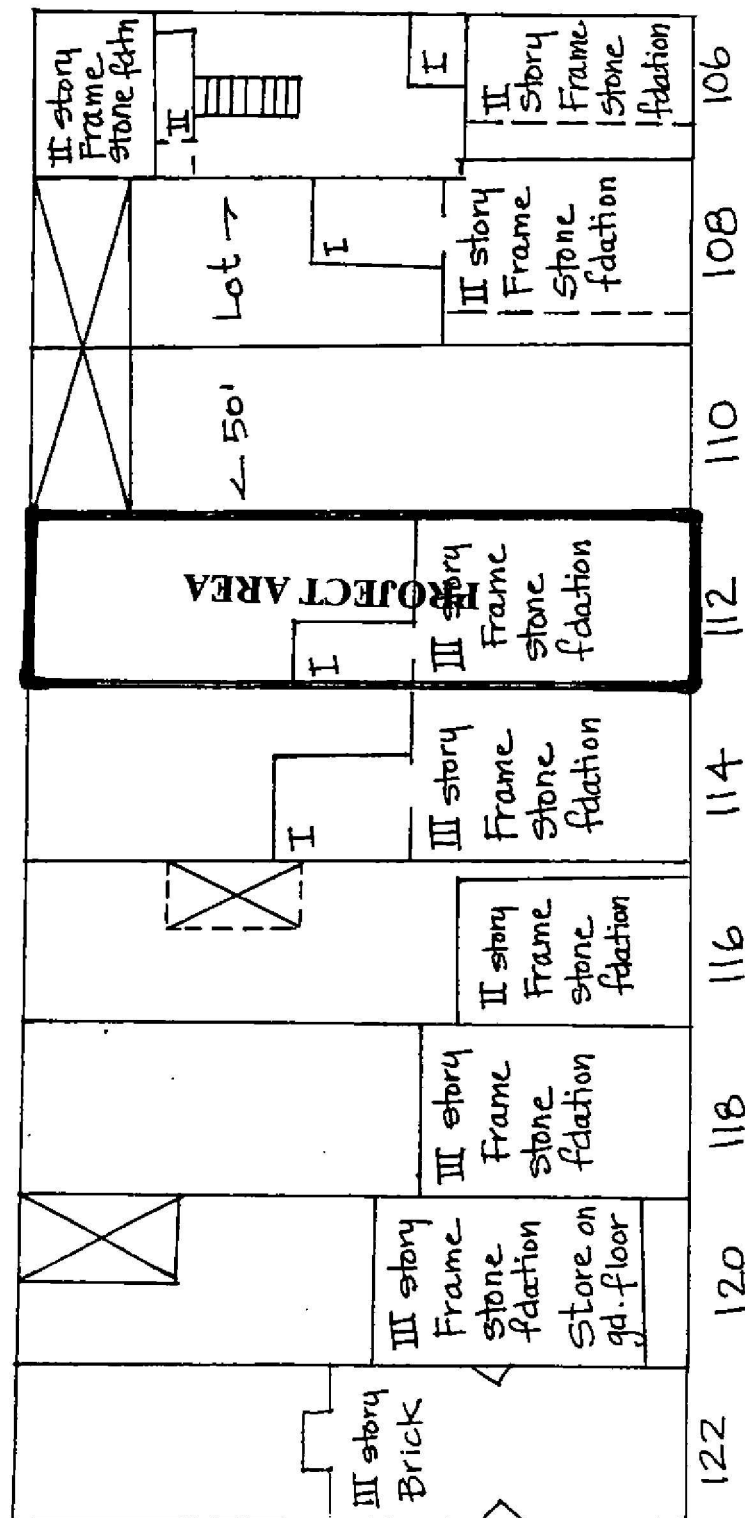 II story
Frame
stone fdtn
II
I
II
story
Frame
stone
fdation
106
Lot →
I
II story
Frame
stone
fdation
108
← 50'
110
PROJECT AREA
I
III story
Frame
stone
fdation
112
I
III story
Frame
stone
fdation
114
II story
Frame
stone
fdation
116
III story
Frame
stone
fdation
118
III story
Frame
stone
fdation
Store on
gd. floor
120
III story
Brick
122